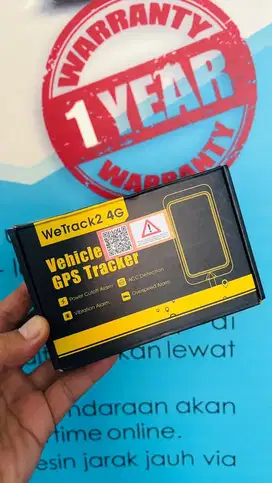 WARRANTY
1 YEAR
WARRANTY
WeTrack2 4G
Vehicle
GPS Tracker
Power Cutoff Alarm
ACC Detection
Vibration Alarm
Overspeed Alarm
di
kan lewat
ndaraan akan
time online.
esin jarak jauh via